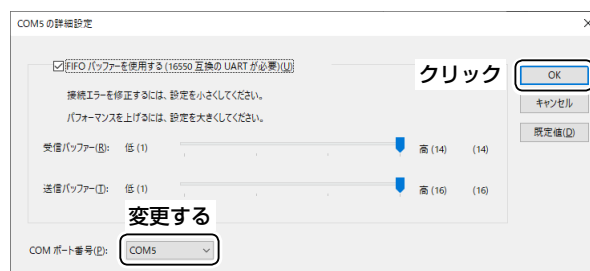 COM5 の詳細設定
FIFO バッファーを使用する (16550 互換の UART が必要)(U)
クリック
OK
接続エラーを修正するには、設定を小さくしてください。
キャンセル
パフォーマンスを上げるには、設定を大きくしてください。
既定値(D)
受信バッファー(R): 低 (1) 高 (14) (14)
送信バッファー(T): 低 (1) 高 (16) (16)
変更する
COM ポート番号(P): COM5